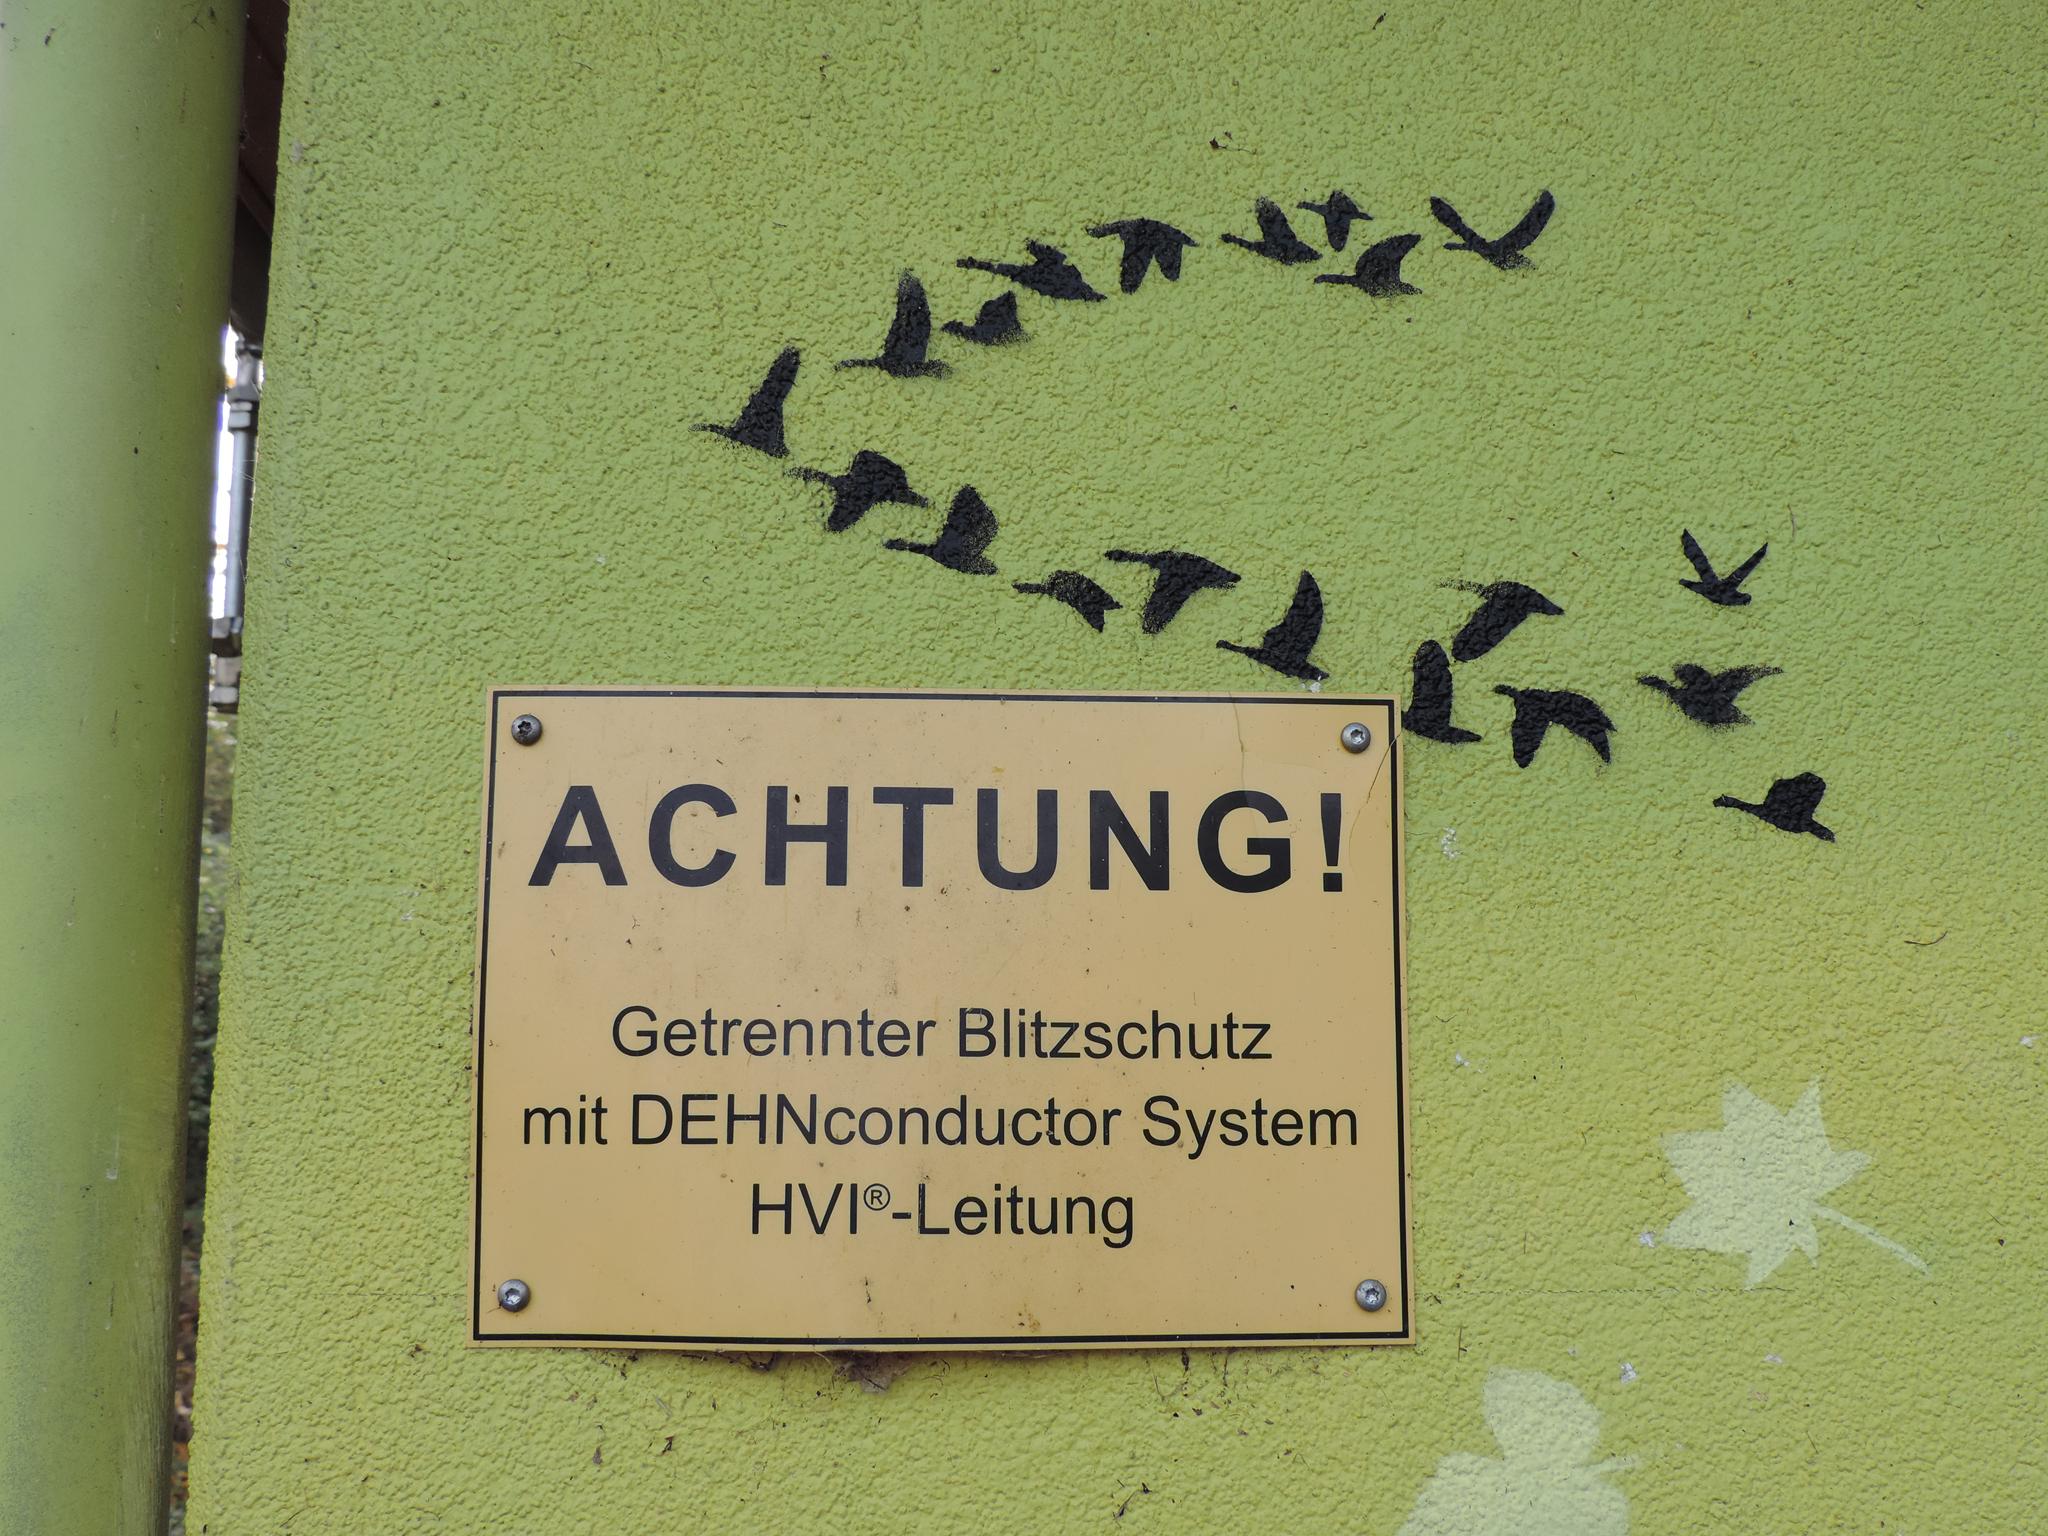 ACHTUNG!
Getrennter Blitzschutz
mit DEHNconductor System
HVI®-Leitung